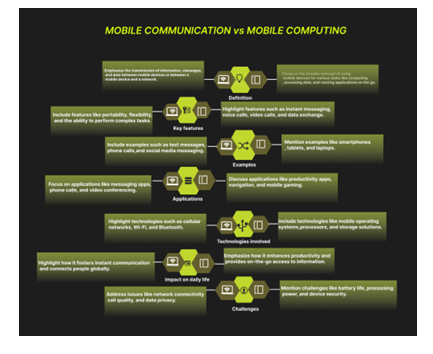 MOBILE COMMUNICATION vs MOBILE COMPUTING
Emphasize the transmission of information, messages,
and data between mobile devices or between a
mobile device and a network.
Focus on the broader concept of using
mobile devices for various tasks like computing
, accessing data, and running applications on the go.
Definition
Include features like portability, flexibility,
and the ability to perform complex tasks.
Highlight features such as instant messaging,
voice calls, video calls, and data exchange.
Key features
Include examples such as text messages,
phone calls, and social media messaging.
Mention examples like smartphones
, tablets, and laptops.
Examples
Focus on applications like messaging apps,
phone calls, and video conferencing.
Discuss applications like productivity apps,
navigation, and mobile gaming.
Applications
Highlight technologies such as cellular
networks, Wi-Fi, and Bluetooth.
Include technologies like mobile operating
systems,processors, and storage solutions.
Technologies involved
Highlight how it fosters instant communication
and connects people globally.
Emphasize how it enhances productivity and
provides on-the-go access to information.
Impact on daily life
Address issues like network connectivity
call quality, and data privacy.
Mention challenges like battery life, processing
power, and device security.
Challenges